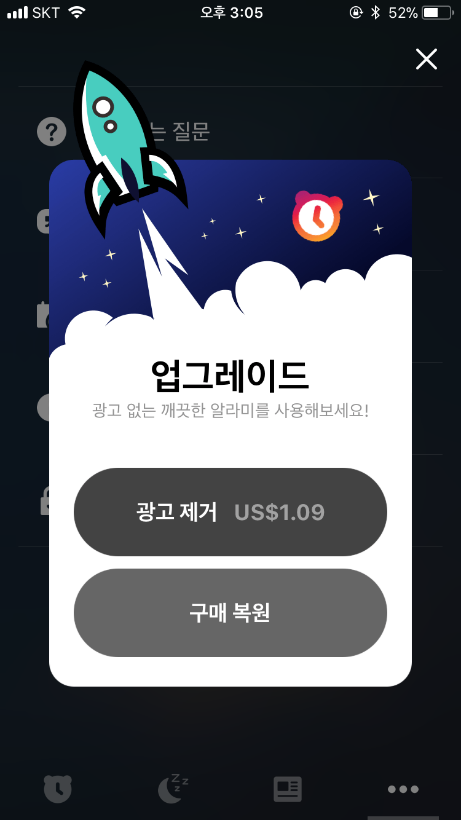 SKT 오후 3:05 52%
는 질문
업그레이드
광고 없는 깨끗한 알라미를 사용해보세요!
광고 제거 US$1.09
구매 복원